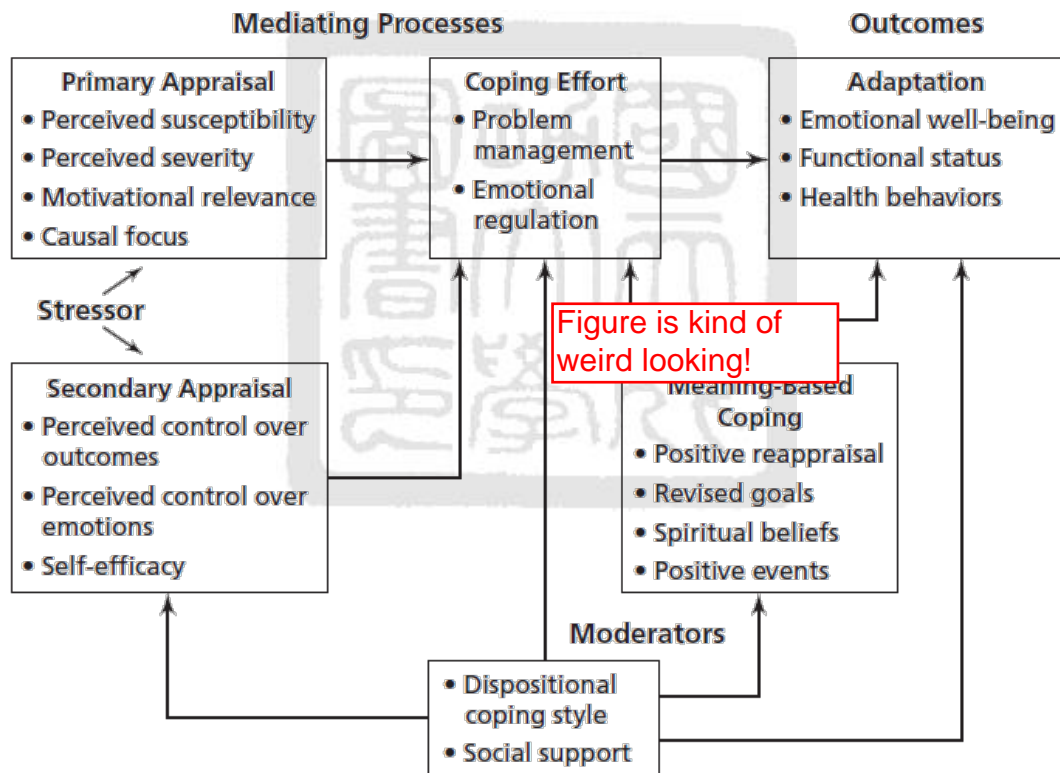 Mediating Processes
Outcomes
Primary Appraisal
• Perceived susceptibility
• Perceived severity
• Motivational relevance
• Causal focus
Coping Effort
• Problem
management
• Emotional
regulation
Adaptation
• Emotional well-being
• Functional status
• Health behaviors
Stressor
Figure is kind of
weird looking!
Secondary Appraisal
• Perceived control over
outcomes
• Perceived control over
emotions
• Self-efficacy
Meaning-Based
Coping
• Positive reappraisal
• Revised goals
• Spiritual beliefs
• Positive events
Moderators
• Dispositional
coping style
• Social support